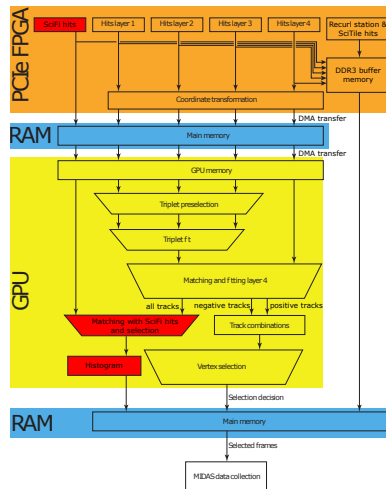 PCIe FPGA
SciFi hits
Hits layer 1
Hits layer 2
Hits layer 3
Hits layer 4
Recurl station &
SciTile hits
DDR3 buffer
memory
Coordinate transformation
DMA transfer
RAM
Main memory
DMA transfer
GPU
GPU memory
Triplet preselection
Triplet f t
Matching and f tting layer 4
all tracks
negative tracks
positive tracks
Matching with SciFi hits
and selection
Track combinations
Histogram
Vertex selection
Selection decision
RAM
Main memory
Selected frames
MIDAS data collection